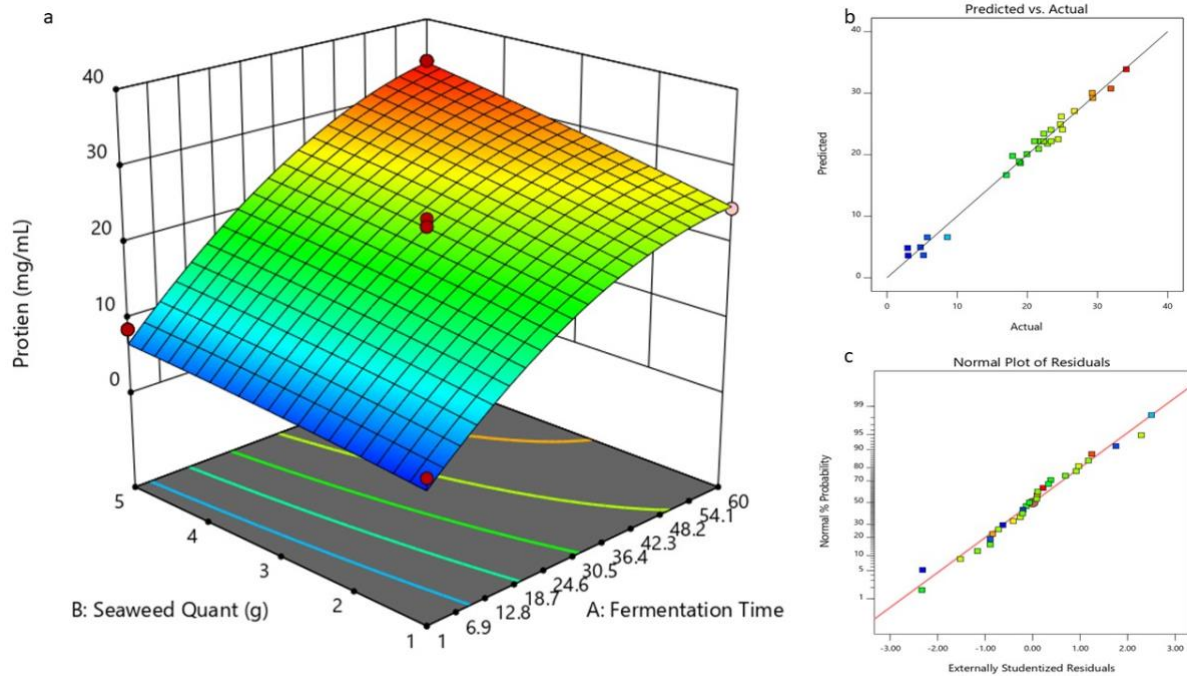 a
40
30
20
10
0
Protien (mg/mL)
5
4
3
2
1
B: Seaweed Quant (g)
1
6.9
12.8
18.7
24.6
30.5
36.4
42.3
48.2
54.1
60
A: Fermentation Time
b
Predicted vs. Actual
40
30
20
10
0
Predicted
0 10 20 30 40
Actual
c
Normal Plot of Residuals
99
95
90
80
70
50
30
20
10
5
1
Normal % Probability
-3.00 -2.00 -1.00 0.00 1.00 2.00 3.00
Externally Studentized Residuals